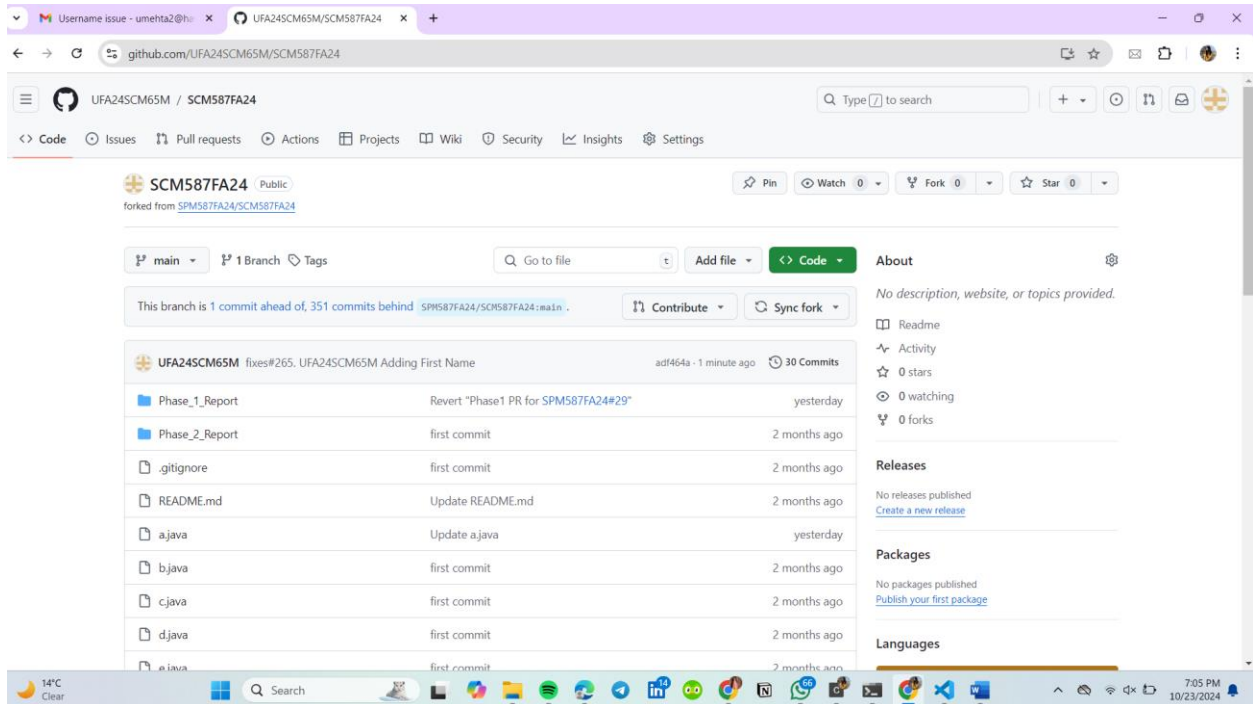 Username issue - umehta2@ha
UFA24SCM65M/SCM587FA24
github.com/UFA24SCM65M/SCM587FA24
UFA24SCM65M / SCM587FA24
Type / to search
Code Issues Pull requests Actions Projects Wiki Security Insights Settings
SCM587FA24 Public
Pin Watch 0 Fork 0 Star 0
forked from SPM587FA24/SCM587FA24
main 1 Branch Tags
Go to file t
Add file Code
This branch is 1 commit ahead of, 351 commits behind SPM587FA24/SCM587FA24:main .
Contribute Sync fork
UFA24SCM65M fixes#265. UFA24SCM65M Adding First Name adf464a · 1 minute ago 30 Commits
Phase_1_Report Revert "Phase1 PR for SPM587FA24#29" yesterday
Phase_2_Report first commit 2 months ago
.gitignore first commit 2 months ago
README.md Update README.md 2 months ago
a.java Update a.java yesterday
b.java first commit 2 months ago
c.java first commit 2 months ago
d.java first commit 2 months ago
e.java first commit 2 months ago
About
No description, website, or topics provided.
Readme
Activity
0 stars
0 watching
0 forks
Releases
No releases published
Create a new release
Packages
No packages published
Publish your first package
Languages
14°C
Clear
Search
14
66
7:05 PM
10/23/2024